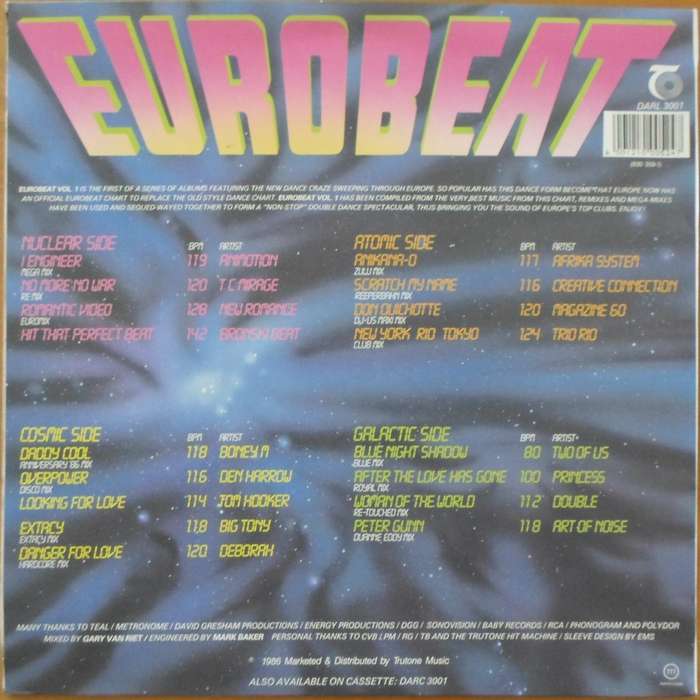 EUROBEAT
DARL 3001
EUROBEAT VOL 1 IS THE FIRST OF A SERIES OF ALBUMS FEATURING THE NEW DANCE CRAZE SWEEPING THROUGH EUROPE. SO POPULAR HAS THIS DANCE FORM BECOME THAT EUROPE NOW HAS
AN OFFICIAL EUROBEAT CHART TO REPLACE THE OLD STYLE DANCE CHART. EUROBEAT VOL. 1 HAS BEEN COMPILED FROM THE VERY BEST MUSIC FROM THIS CHART, REMIXES AND MEGA-MIXES
HAVE BEEN USED AND SEQUED-WAYED TOGETHER TO FORM A "NON-STOP" DOUBLE DANCE SPECTACULAR, THUS BRINGING YOU THE SOUND OF EUROPE'S TOP CLUBS. ENJOY!
NUCLEAR SIDE BPM ARTIST
I ENGINEER 119 ANIMOTION
MEGA MIX
NO MORE NO WAR 120 T C MIRAGE
RE MIX
ROMANTIC VIDEO 128 NEW ROMANCE
EUROMIX
HIT THAT PERFECT BEAT 142 BRONSKI BEAT
ATOMIC SIDE BPM ARTIST
ANIKANA-O 117 AFRIKA SYSTEM
ZULU MIX
SCRATCH MY NAME 116 CREATIVE CONNECTION
REEPERBAHN MIX
DON QUICHOTTE 120 MAGAZINE 60
DJ-US MAXI MIX
NEW YORK RIO TOKYO 124 TRIO RIO
CLUB MIX
COSMIC SIDE BPM ARTIST
DADDY COOL 118 BONEY M
ANNIVERSARY '86 MIX
OVERPOWER 116 DEN HARROW
DISCO MIX
LOOKING FOR LOVE 114 TOM HOOKER
EXTACY 118 BIG TONY
EXTACY MIX
DANGER FOR LOVE 120 DEBORAH
HARDCORE MIX
GALACTIC SIDE BPM ARTIST
BLUE NIGHT SHADOW 80 TWO OF US
BLUE MIX
AFTER THE LOVE HAS GONE 100 PRINCESS
ROYAL MIX
WOMAN OF THE WORLD 112 DOUBLE
RE-TOUCHED MIX
PETER GUNN 118 ART OF NOISE
DUANNE EDDY MIX
MANY THANKS TO TEAL / METRONOME / DAVID GRESHAM PRODUCTIONS / ENERGY PRODUCTIONS / DGG / SONOVISION / BABY RECORDS / RCA / PHONOGRAM AND POLYDOR
MIXED BY GARY VAN RIET / ENGINEERED BY MARK BAKER PERSONAL THANKS TO CVB LPM / RG / TB AND THE TRUTONE HIT MACHINE / SLEEVE DESIGN BY EMS
1986 Marketed & Distributed by Trutone Music
ALSO AVAILABLE ON CASSETTE: DARC 3001